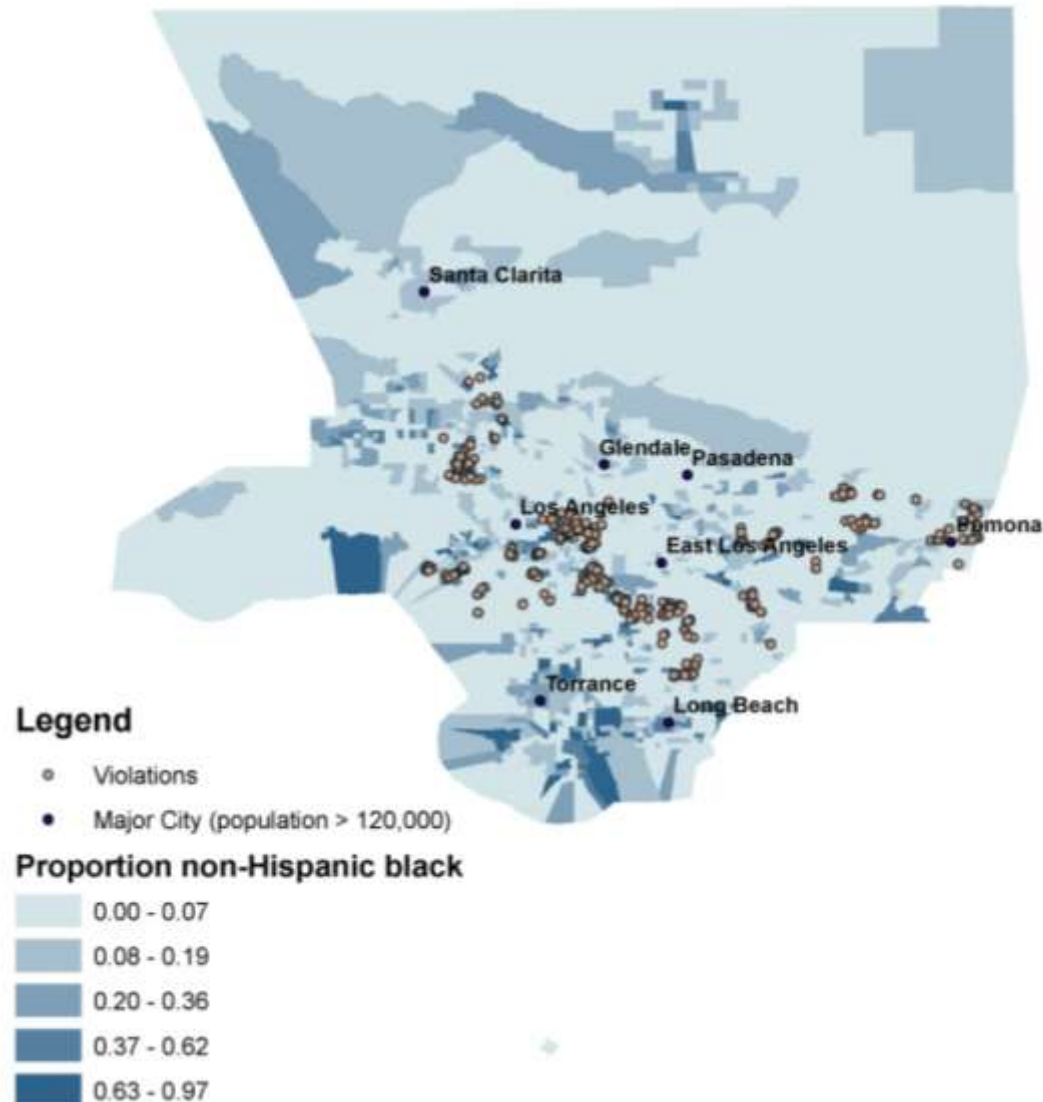 Santa Clarita
Glendale
Pasadena
Los Angeles
Pomona
East Los Angeles
Torrance
Long Beach
Legend
Violations
Major City (population > 120,000)
Proportion non-Hispanic black
0.00 - 0.07
0.08 - 0.19
0.20 - 0.36
0.37 - 0.62
0.63 - 0.97